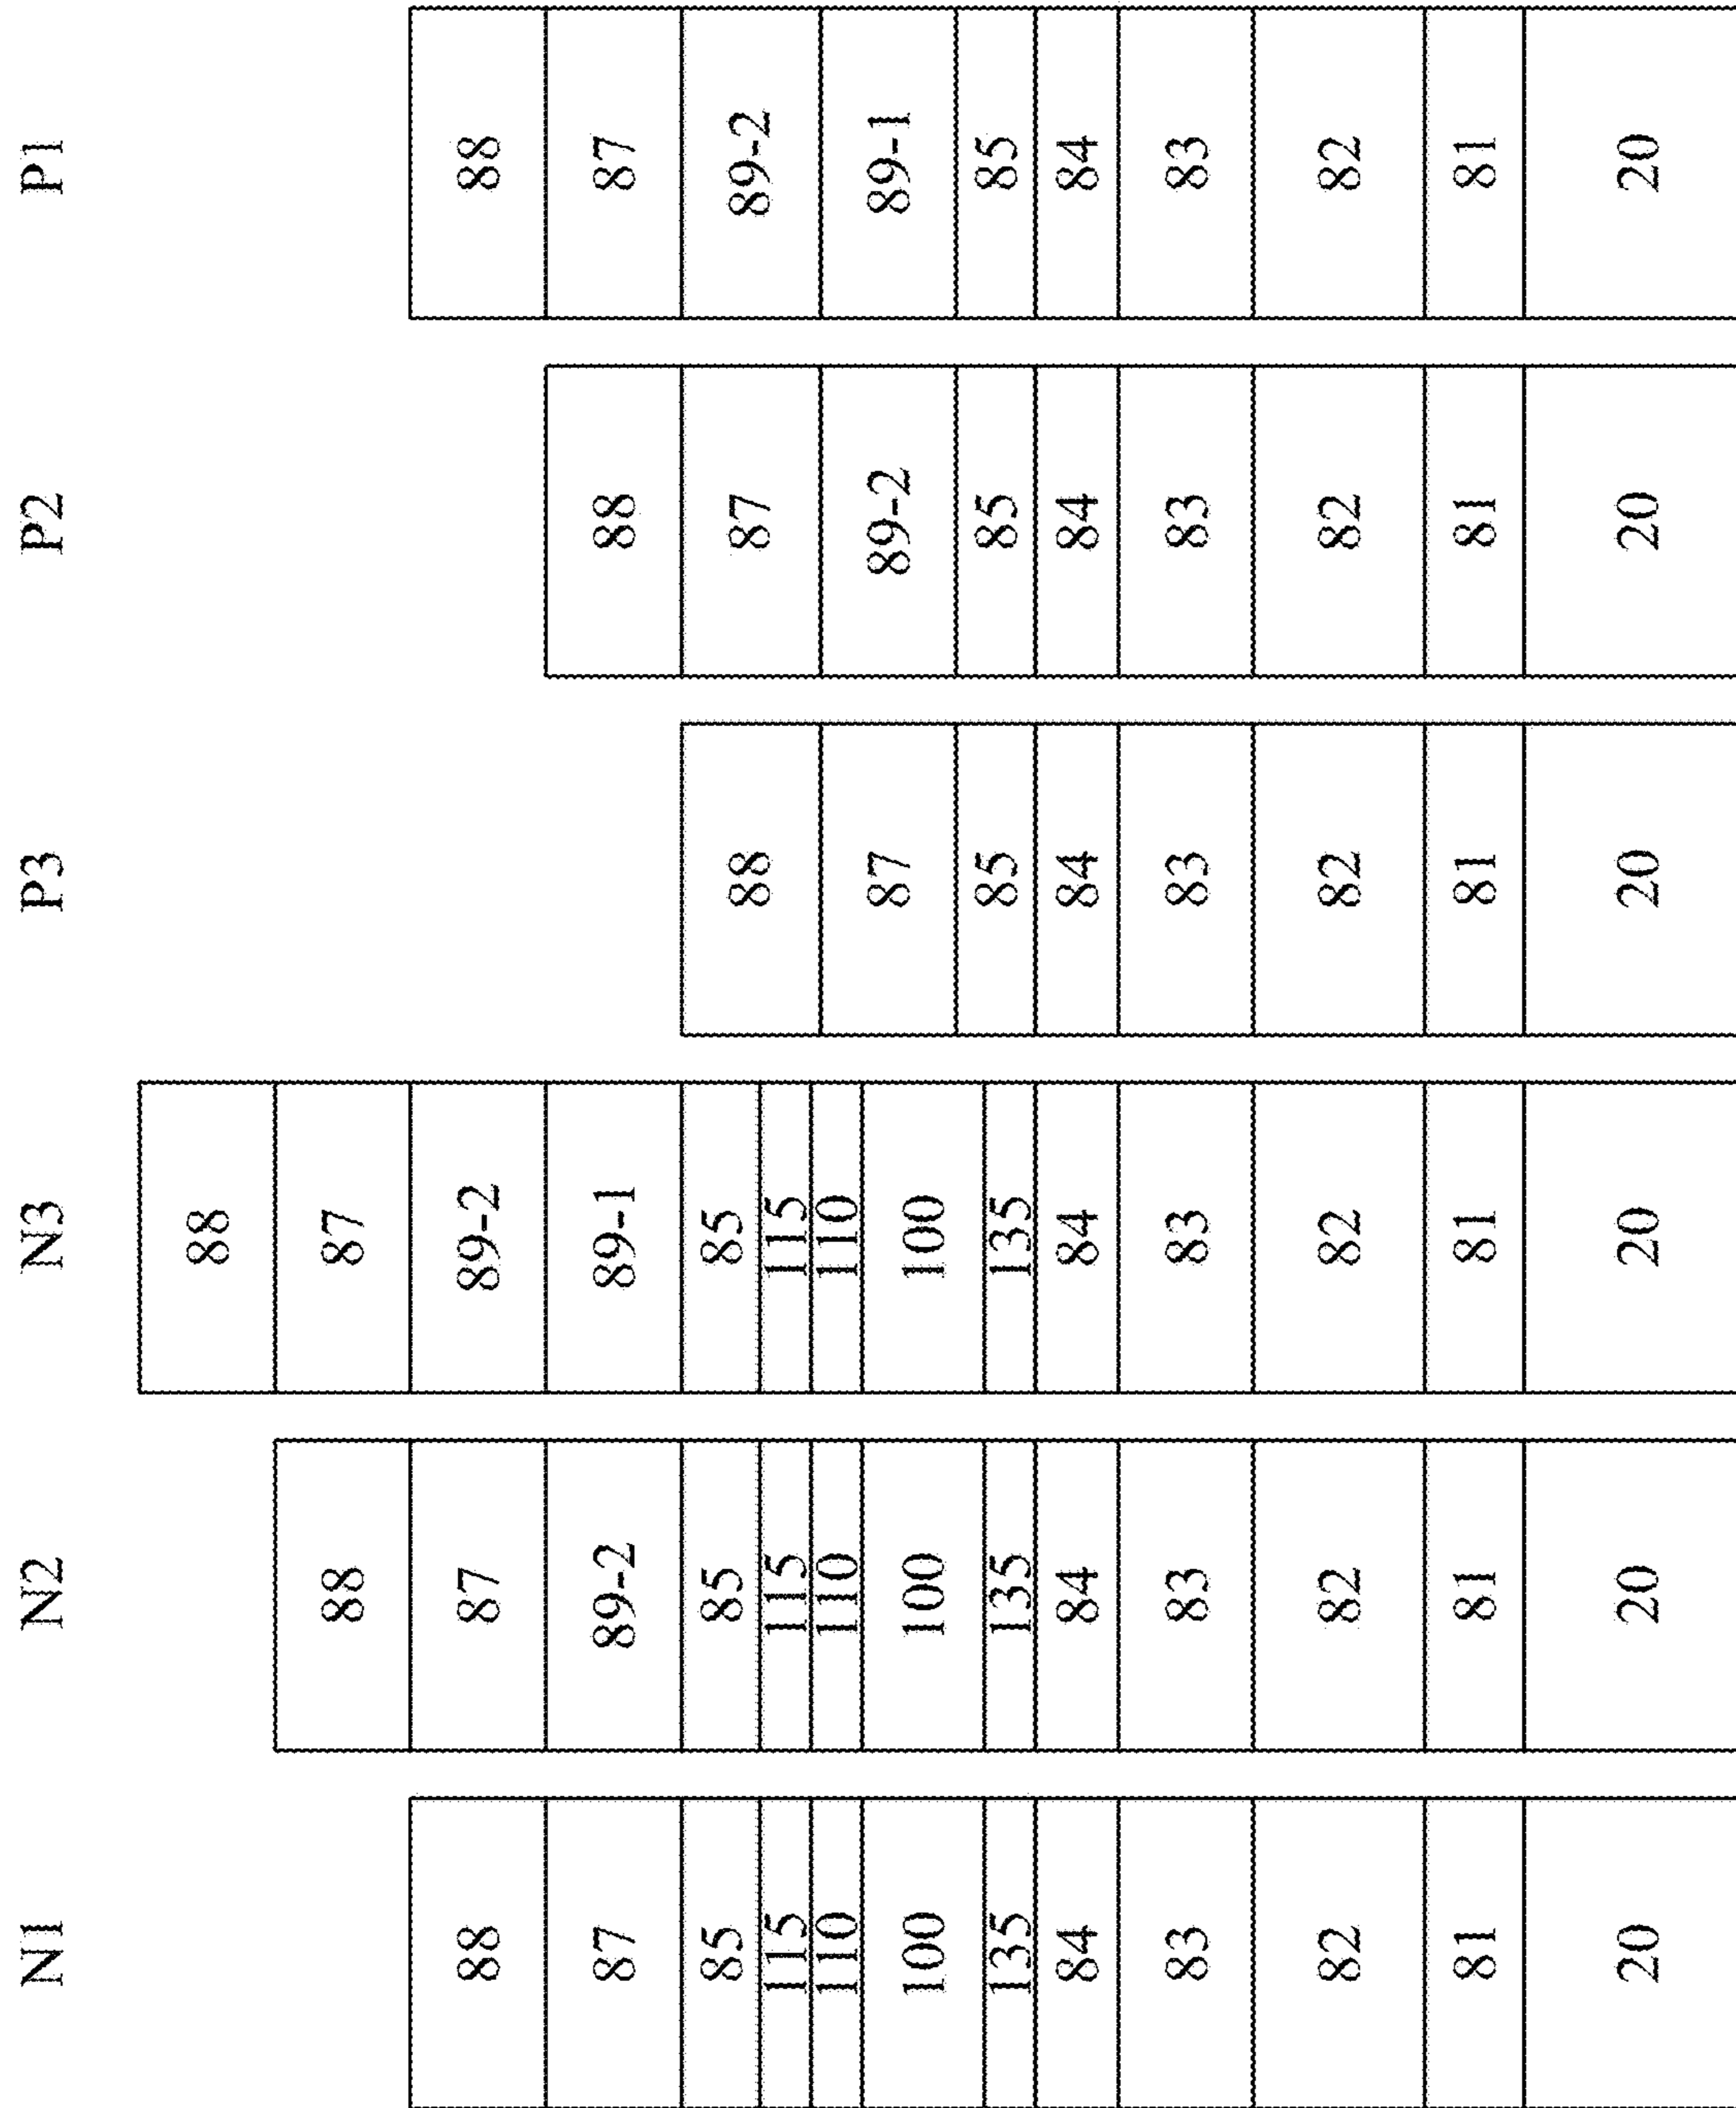 N1 N2 N3 P3 P2 P1
88
88 87
88 87 89-2 88
87 89-2 89-1 88 87
85 85 85 88 87 89-2
115 115 115
110 110 110
100 100 100 87 89-2 89-1
135 135 135 85 85 85
84 84 84 84 84 84
83 83 83 83 83 83
82 82 82 82 82 82
81 81 81 81 81 81
20 20 20 20 20 20